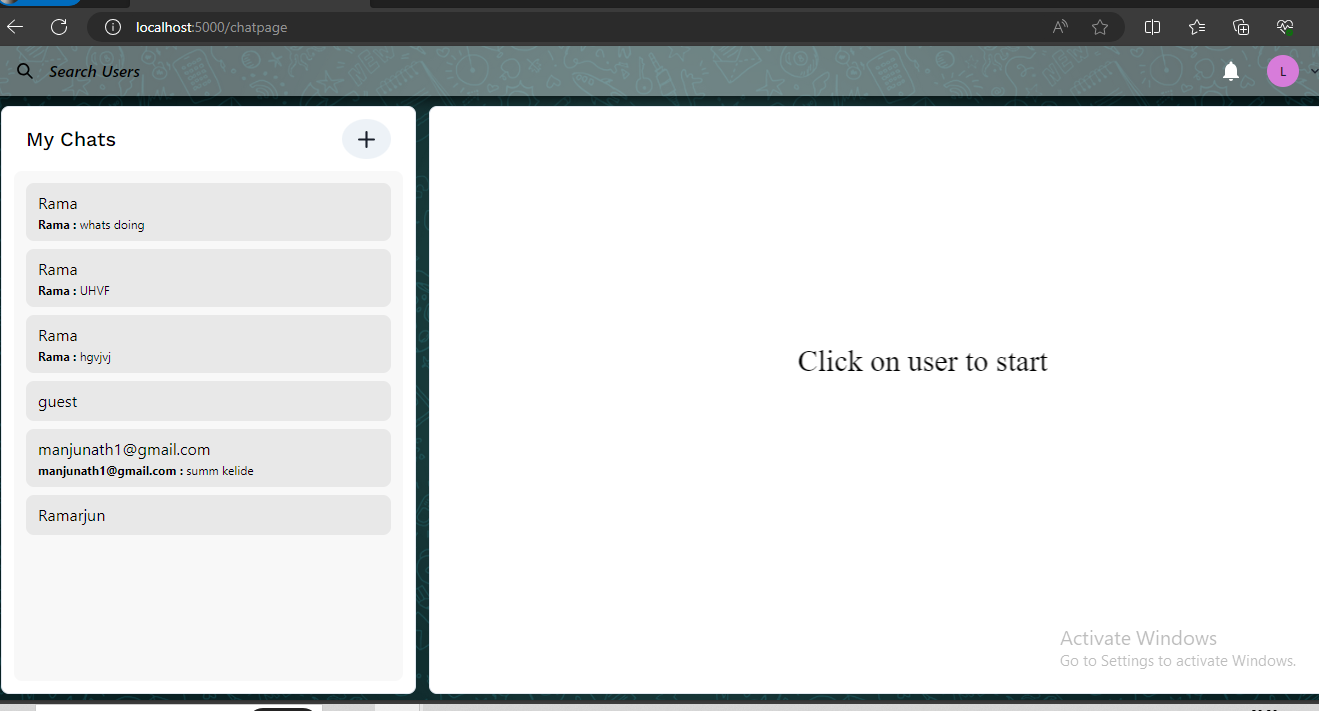 localhost:5000/chatpage
Search Users
L
My Chats
Rama
Rama : whats doing
Rama
Rama : UHVF
Rama
Rama : hgvjvj
guest
manjunath1@gmail.com
manjunath1@gmail.com : summ kelide
Ramarjun
Click on user to start
Activate Windows
Go to Settings to activate Windows.